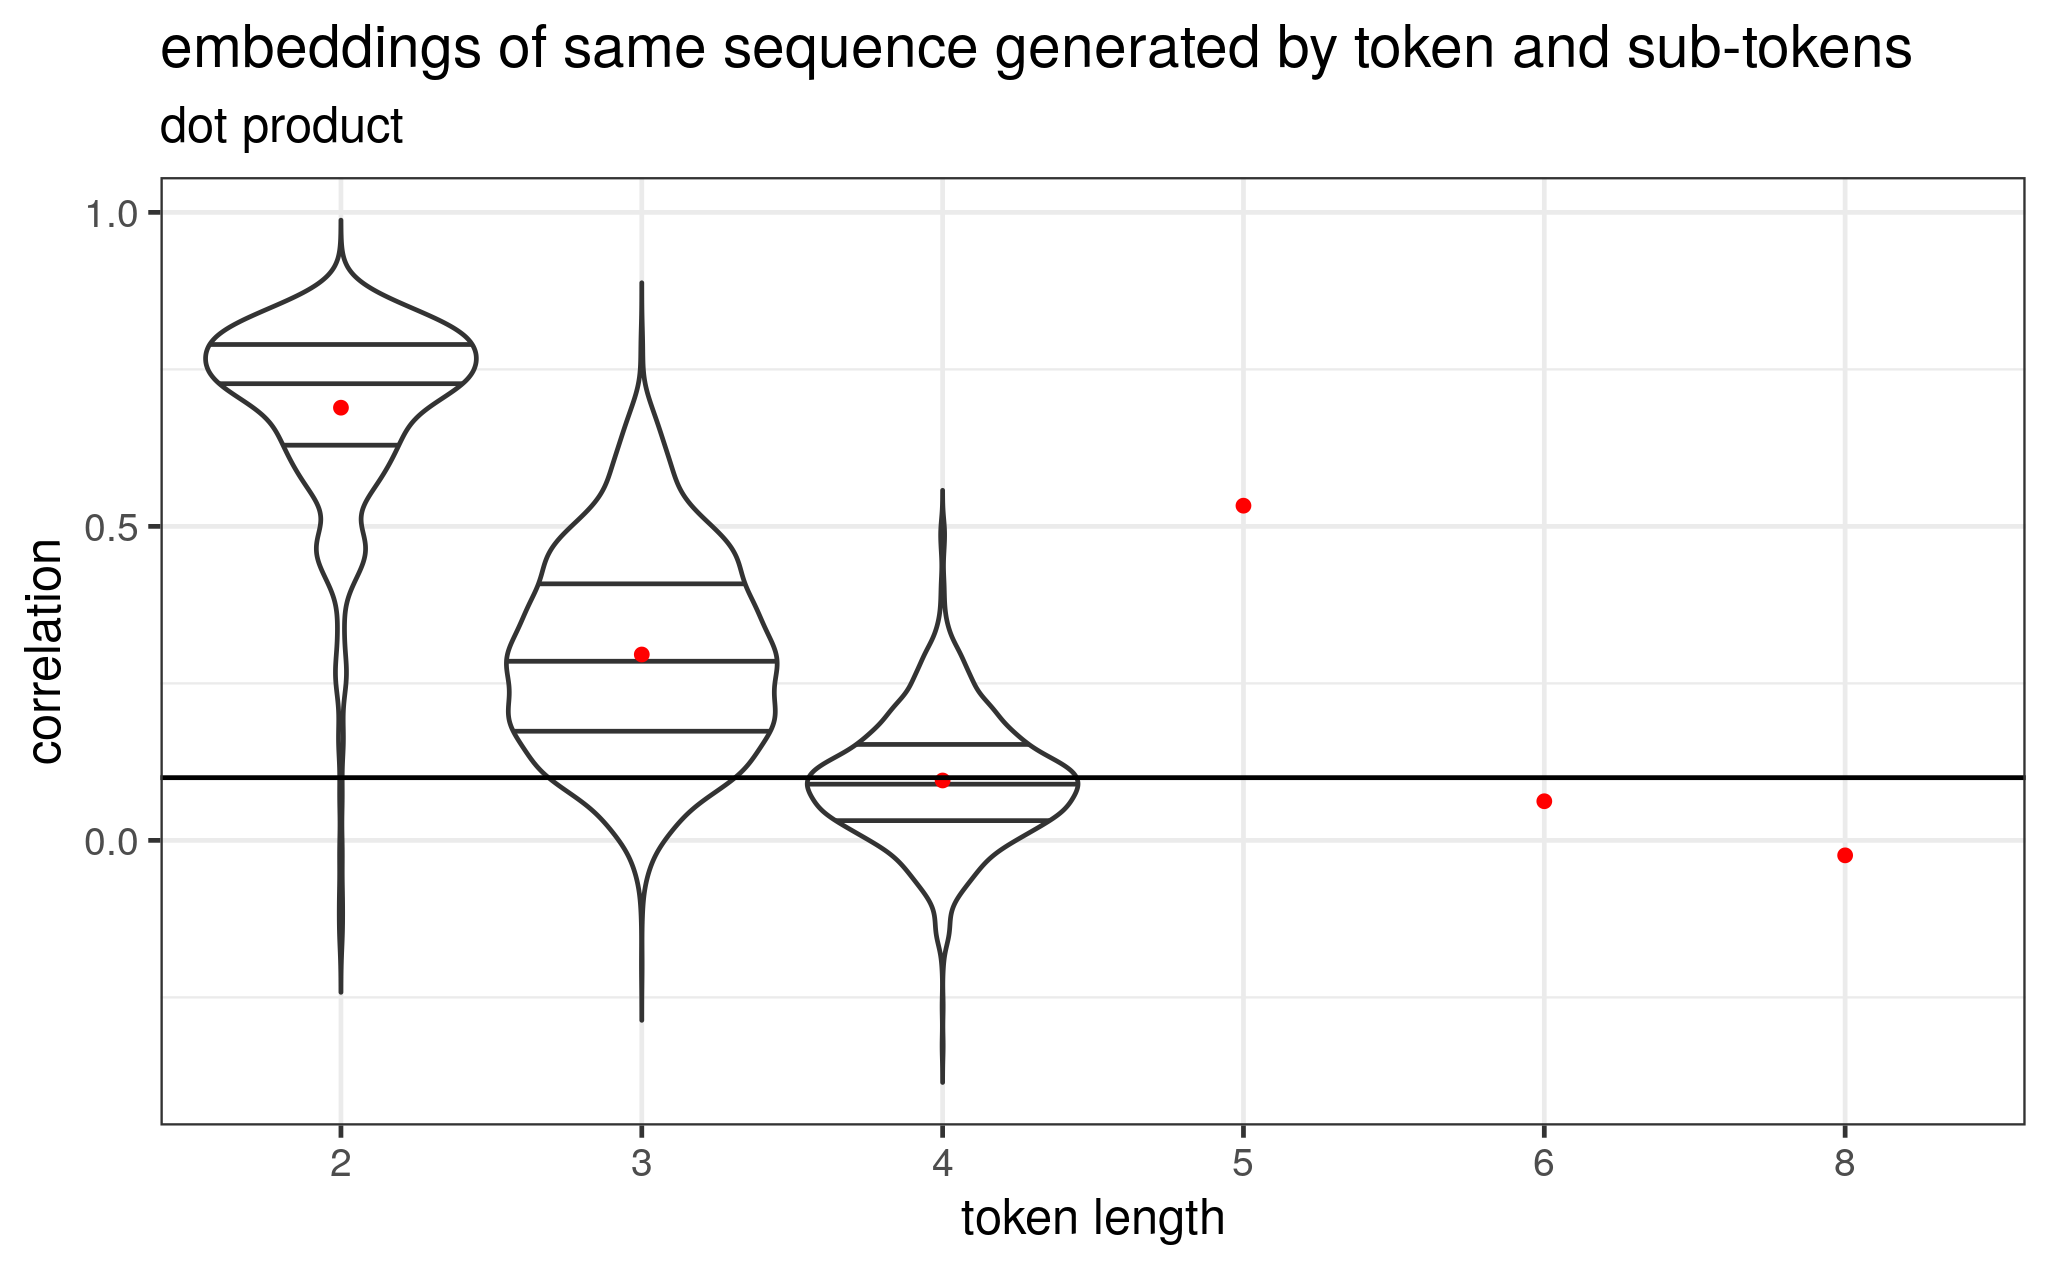 embeddings of same sequence generated by token and sub-tokens
dot product
1.0
0.5
0.0
correlation
2 3 4 5 6 8
token length